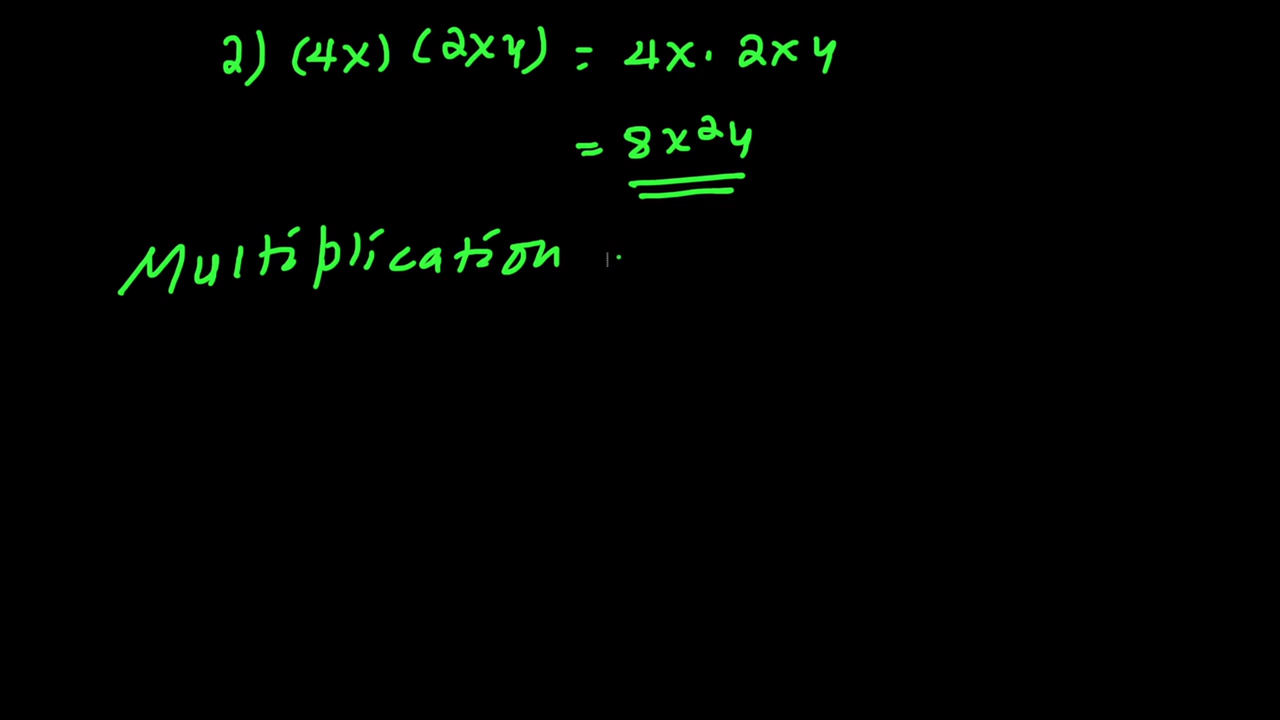 2) (4x) (2xy) = 4x · 2xy
= 8x²y
Multiplication